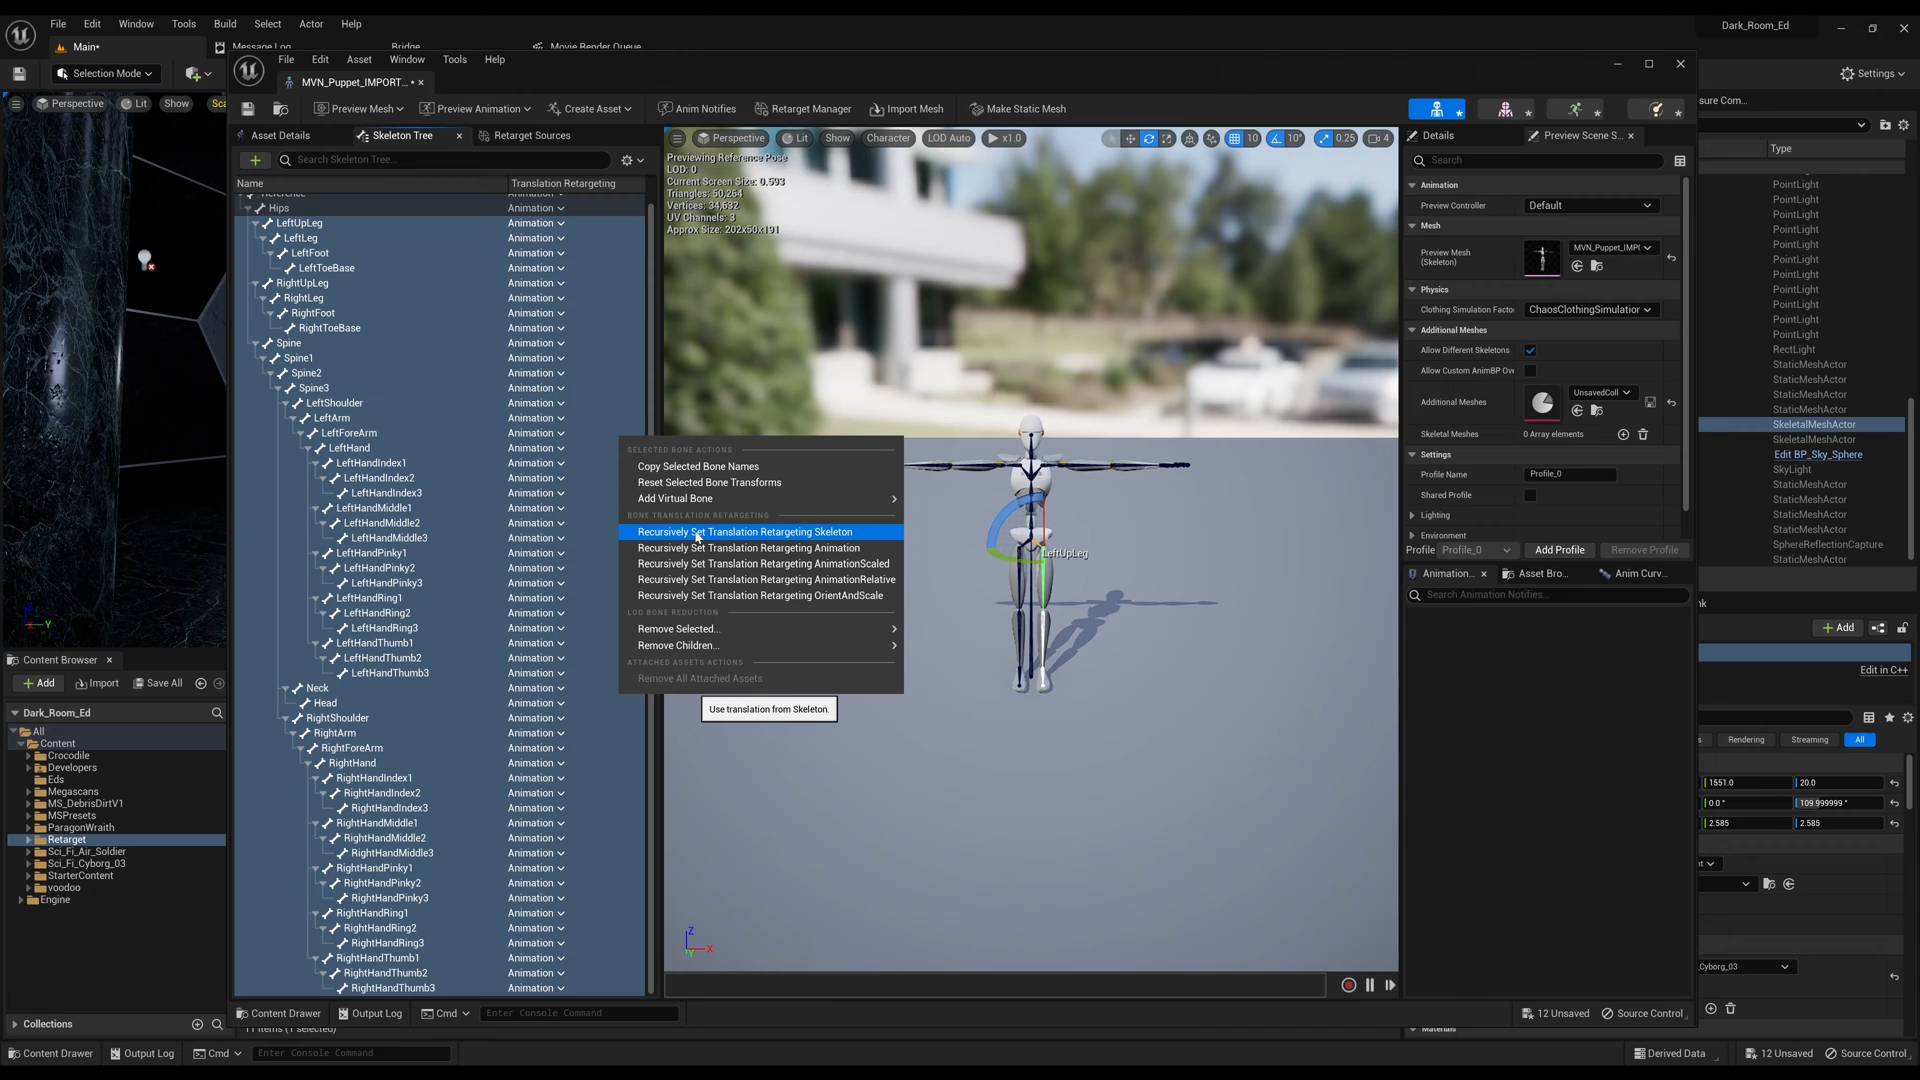 File Edit Window Tools Build Select Actor Help
Dark_Room_Ed
Main*
Message Log
Bridge
Movie Render Queue
Selection Mode
Settings
File Edit Asset Window Tools Help
MVN_Puppet_IMPORT... *
Preview Mesh
Preview Animation
Create Asset
Anim Notifies
Retarget Manager
Import Mesh
Make Static Mesh
Perspective
Lit
Show
Asset Details
Skeleton Tree
Retarget Sources
Search Skeleton Tree...
Name
Translation Retargeting
Hips Animation
LeftUpLeg Animation
LeftLeg Animation
LeftFoot Animation
LeftToeBase Animation
RightUpLeg Animation
RightLeg Animation
RightFoot Animation
RightToeBase Animation
Spine Animation
Spine1 Animation
Spine2 Animation
Spine3 Animation
LeftShoulder Animation
LeftArm Animation
LeftForeArm Animation
LeftHand Animation
LeftHandIndex1 Animation
LeftHandIndex2 Animation
LeftHandIndex3 Animation
LeftHandMiddle1 Animation
LeftHandMiddle2 Animation
LeftHandMiddle3 Animation
LeftHandPinky1 Animation
LeftHandPinky2 Animation
LeftHandPinky3 Animation
LeftHandRing1 Animation
LeftHandRing2 Animation
LeftHandRing3 Animation
LeftHandThumb1 Animation
LeftHandThumb2 Animation
LeftHandThumb3 Animation
Neck Animation
Head Animation
RightShoulder Animation
RightArm Animation
RightForeArm Animation
RightHand Animation
RightHandIndex1 Animation
RightHandIndex2 Animation
RightHandIndex3 Animation
RightHandMiddle1 Animation
RightHandMiddle2 Animation
RightHandMiddle3 Animation
RightHandPinky1 Animation
RightHandPinky2 Animation
RightHandPinky3 Animation
RightHandRing1 Animation
RightHandRing2 Animation
RightHandRing3 Animation
RightHandThumb1 Animation
RightHandThumb2 Animation
RightHandThumb3 Animation
Perspective Lit Show Character LOD Auto x1.0
10 10° 0.25 4
Previewing Reference Pose
LOD: 0
Current Screen Size: 0.593
Triangles: 50,264
Vertices: 34,632
UV Channels: 3
Approx Size: 202x50x191
SELECTED BONE ACTIONS
Copy Selected Bone Names
Reset Selected Bone Transforms
Add Virtual Bone
BONE TRANSLATION RETARGETING
Recursively Set Translation Retargeting Skeleton
Recursively Set Translation Retargeting Animation
Recursively Set Translation Retargeting AnimationScaled
Recursively Set Translation Retargeting AnimationRelative
Recursively Set Translation Retargeting OrientAndScale
LOD BONE REDUCTION
Remove Selected...
Remove Children...
ATTACHED ASSETS ACTIONS
Remove All Attached Assets
Use translation from Skeleton.
LeftUpLeg
Z
X
Y
Details
Preview Scene S...
Search
Animation
Preview Controller Default
Mesh
Preview Mesh
(Skeleton)
MVN_Puppet_IMP
Physics
Clothing Simulation Facto ChaosClothingSimulatior
Additional Meshes
Allow Different Skeletons
Allow Custom AnimBP Ov
Additional Meshes
UnsavedColl
Skeletal Meshes 0 Array elements
Settings
Profile Name Profile_0
Shared Profile
Lighting
Environment
Profile Profile_0 Add Profile Remove Profile
Animation...
Asset Bro...
Anim Curv...
Search Animation Notifies...
sure Com...
Type
PointLight
PointLight
PointLight
PointLight
PointLight
PointLight
PointLight
PointLight
PointLight
PointLight
PointLight
RectLight
StaticMeshActor
StaticMeshActor
StaticMeshActor
StaticMeshActor
SkeletalMeshActor
SkeletalMeshActor
Edit BP_Sky_Sphere
SkyLight
StaticMeshActor
StaticMeshActor
StaticMeshActor
SphereReflectionCapture
StaticMeshActor
Add
Edit in C++
Rendering
Streaming
All
1551.0 20.0
0.0 ° 109.999999 °
2.585 2.585
Cyborg_03
Z
Y
Content Browser
Add Import Save All
Dark_Room_Ed
All
Content
Crocodile
Developers
Eds
Megascans
MS_DebrisDirtV1
MSPresets
ParagonWraith
Retarget
Sci_Fi_Air_Soldier
Sci_Fi_Cyborg_03
StarterContent
voodoo
Engine
Collections
Content Drawer Output Log Cmd Enter Console Command
12 Unsaved Source Control
11 items (1 selected)
Materials
Content Drawer Output Log Cmd Enter Console Command
Derived Data 12 Unsaved Source Control